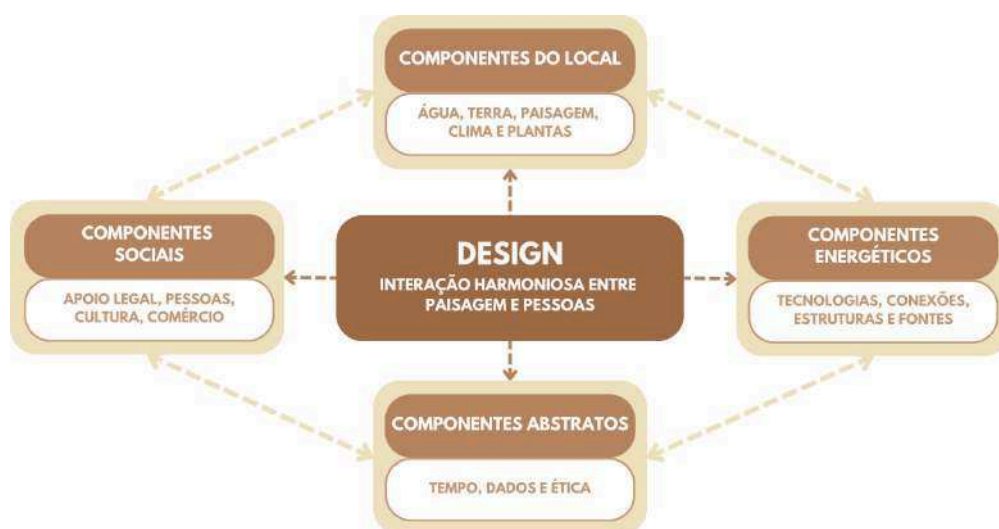 COMPONENTES DO LOCAL
ÁGUA, TERRA, PAISAGEM,
CLIMA E PLANTAS
COMPONENTES
SOCIAIS
APOIO LEGAL, PESSOAS,
CULTURA, COMÉRCIO
DESIGN
INTERAÇÃO HARMONIOSA ENTRE
PAISAGEM E PESSOAS
COMPONENTES
ENERGÉTICOS
TECNOLOGIAS, CONEXÕES,
ESTRUTURAS E FONTES
COMPONENTES ABSTRATOS
TEMPO, DADOS E ÉTICA